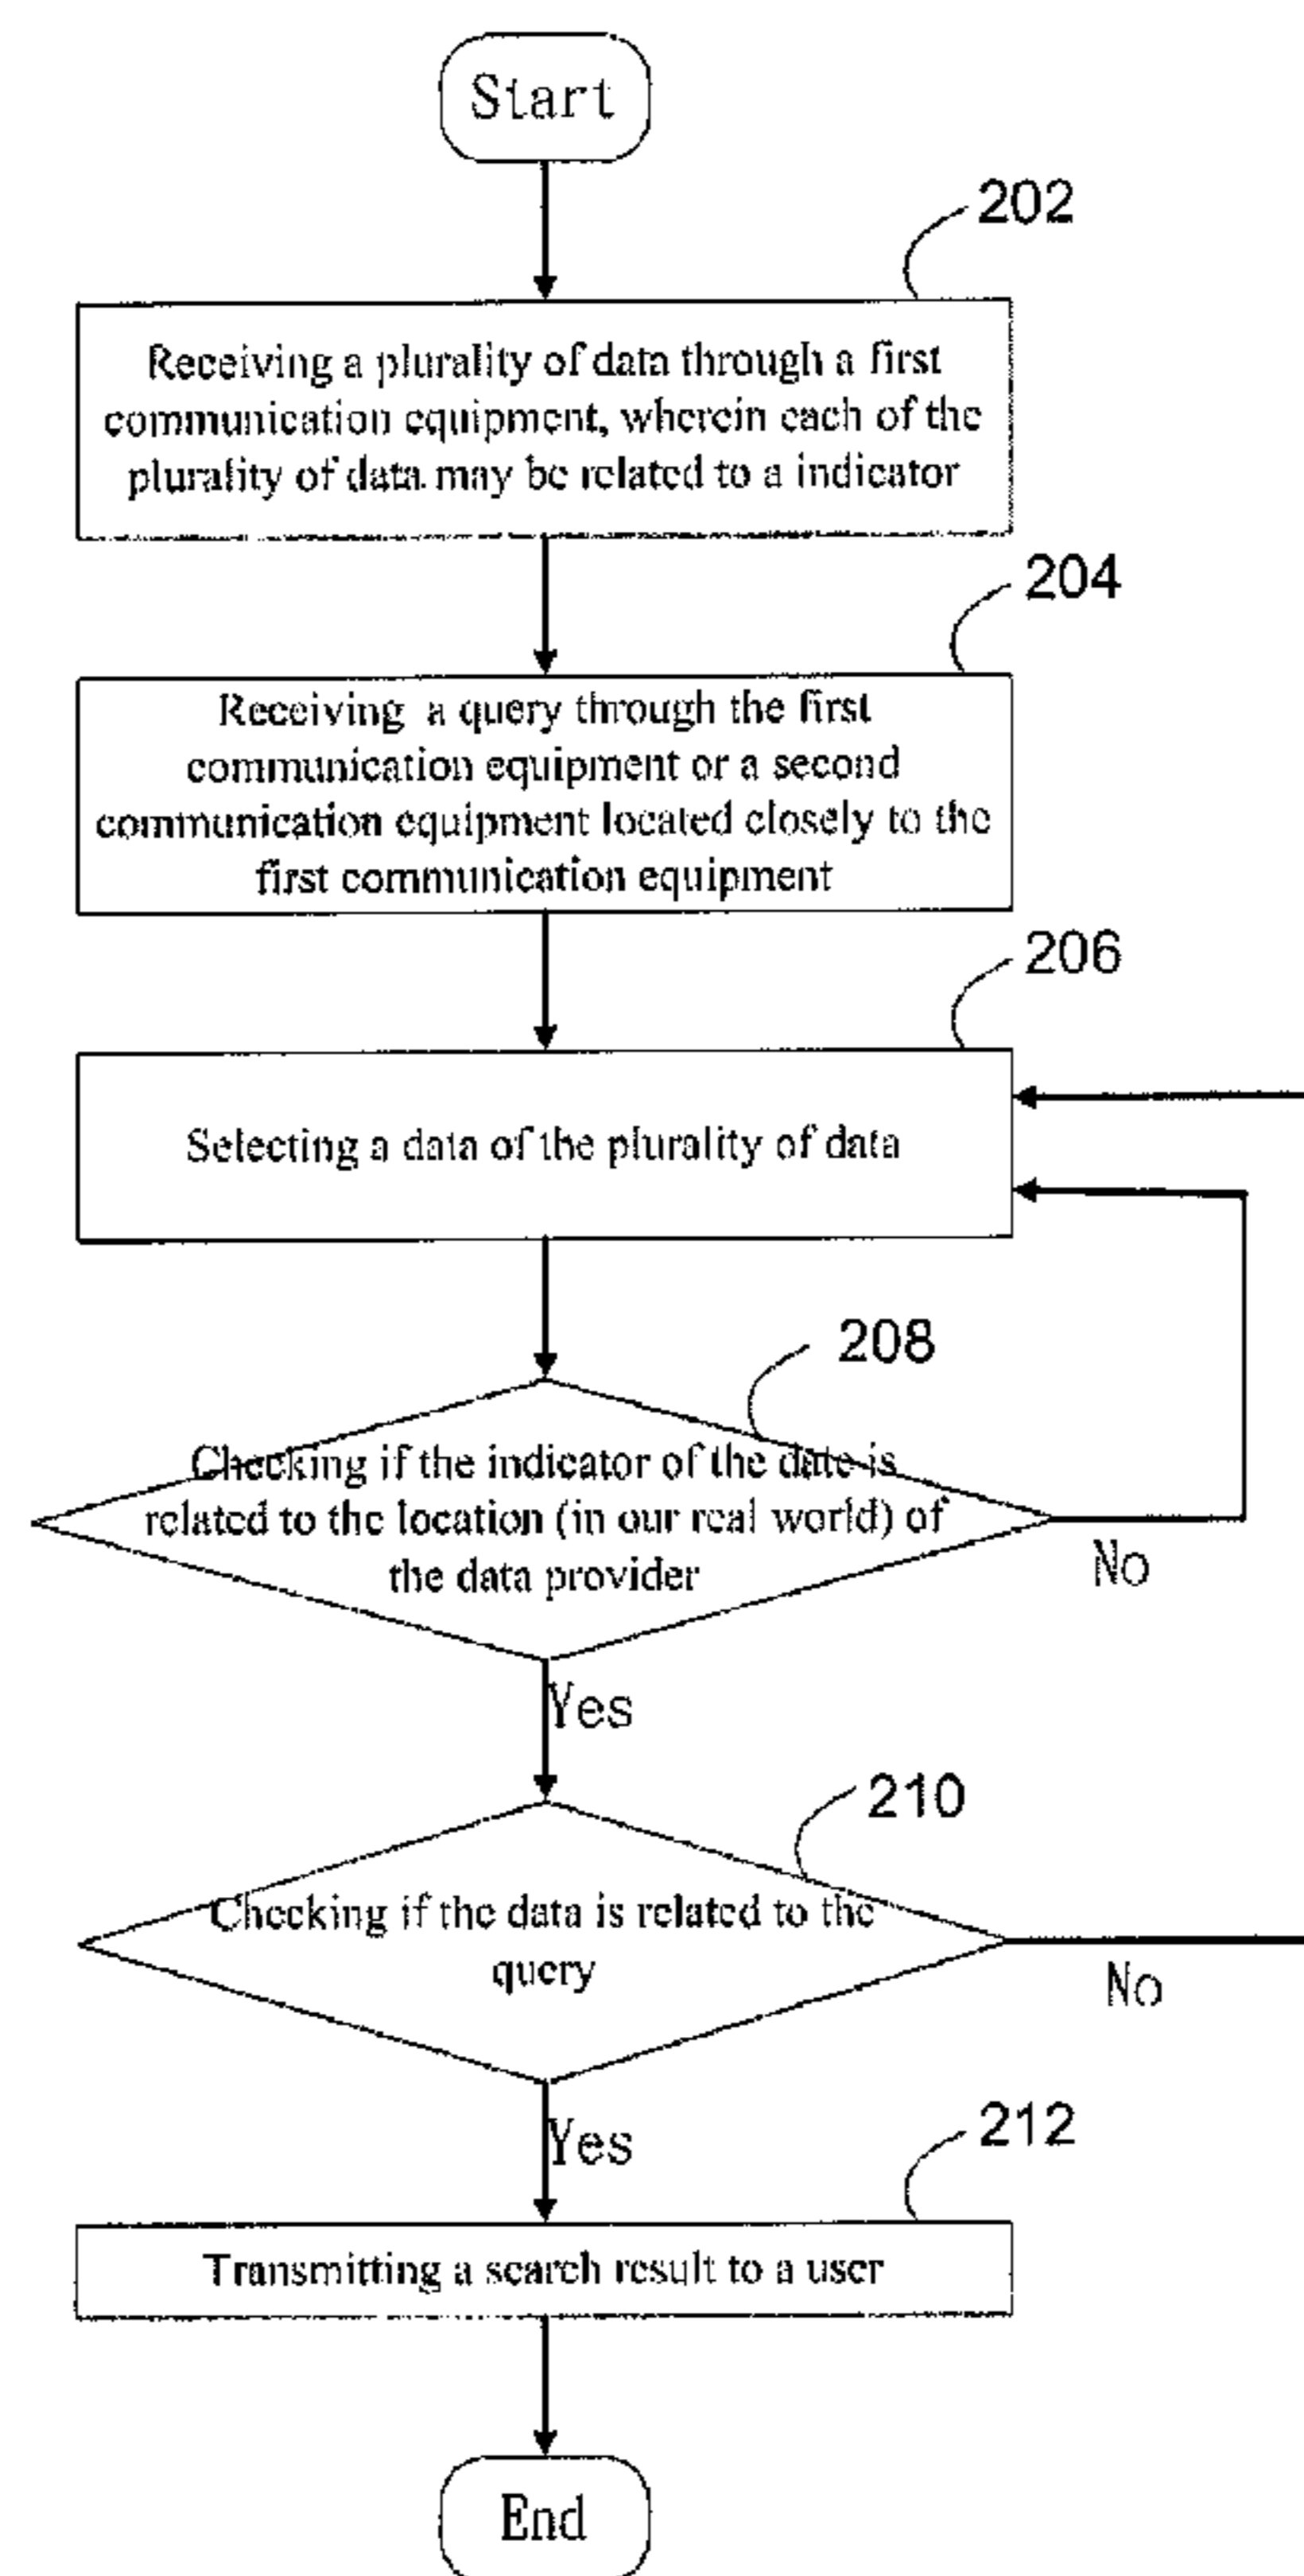 Start
202
Receiving a plurality of data through a first
communication equipment, wherein each of the
plurality of data may be related to a indicator
204
Receiving a query through the first
communication equipment or a second
communication equipment located closely to the
first communication equipment
206
Selecting a data of the plurality of data
208
Checking if the indicator of the date is
related to the location (in our real world) of
the data provider
No
Yes
210
Checking if the data is related to the
query
No
Yes
212
Transmitting a search result to a user
End